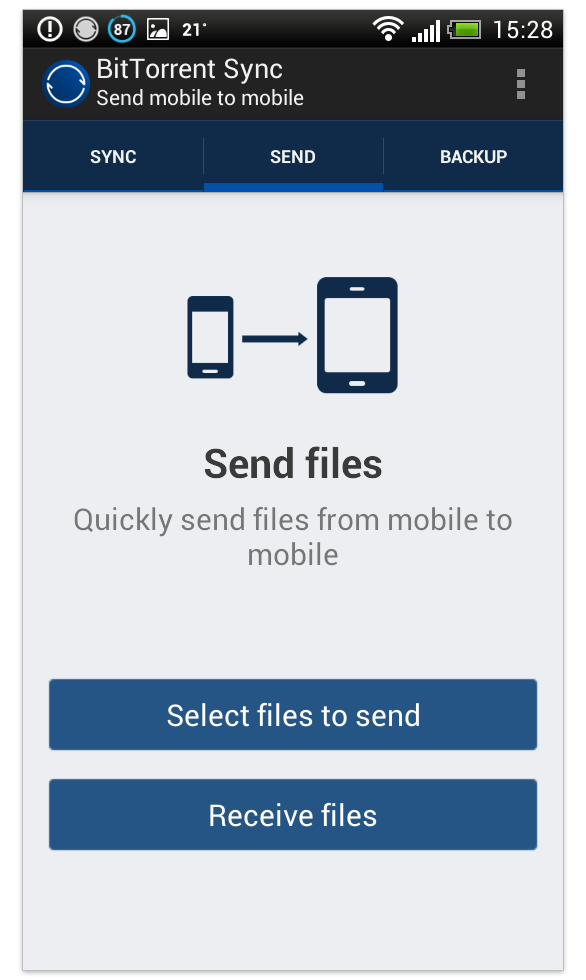 87 21° 15:28
BitTorrent Sync
Send mobile to mobile
SYNC SEND BACKUP
Send files
Quickly send files from mobile to
mobile
Select files to send
Receive files